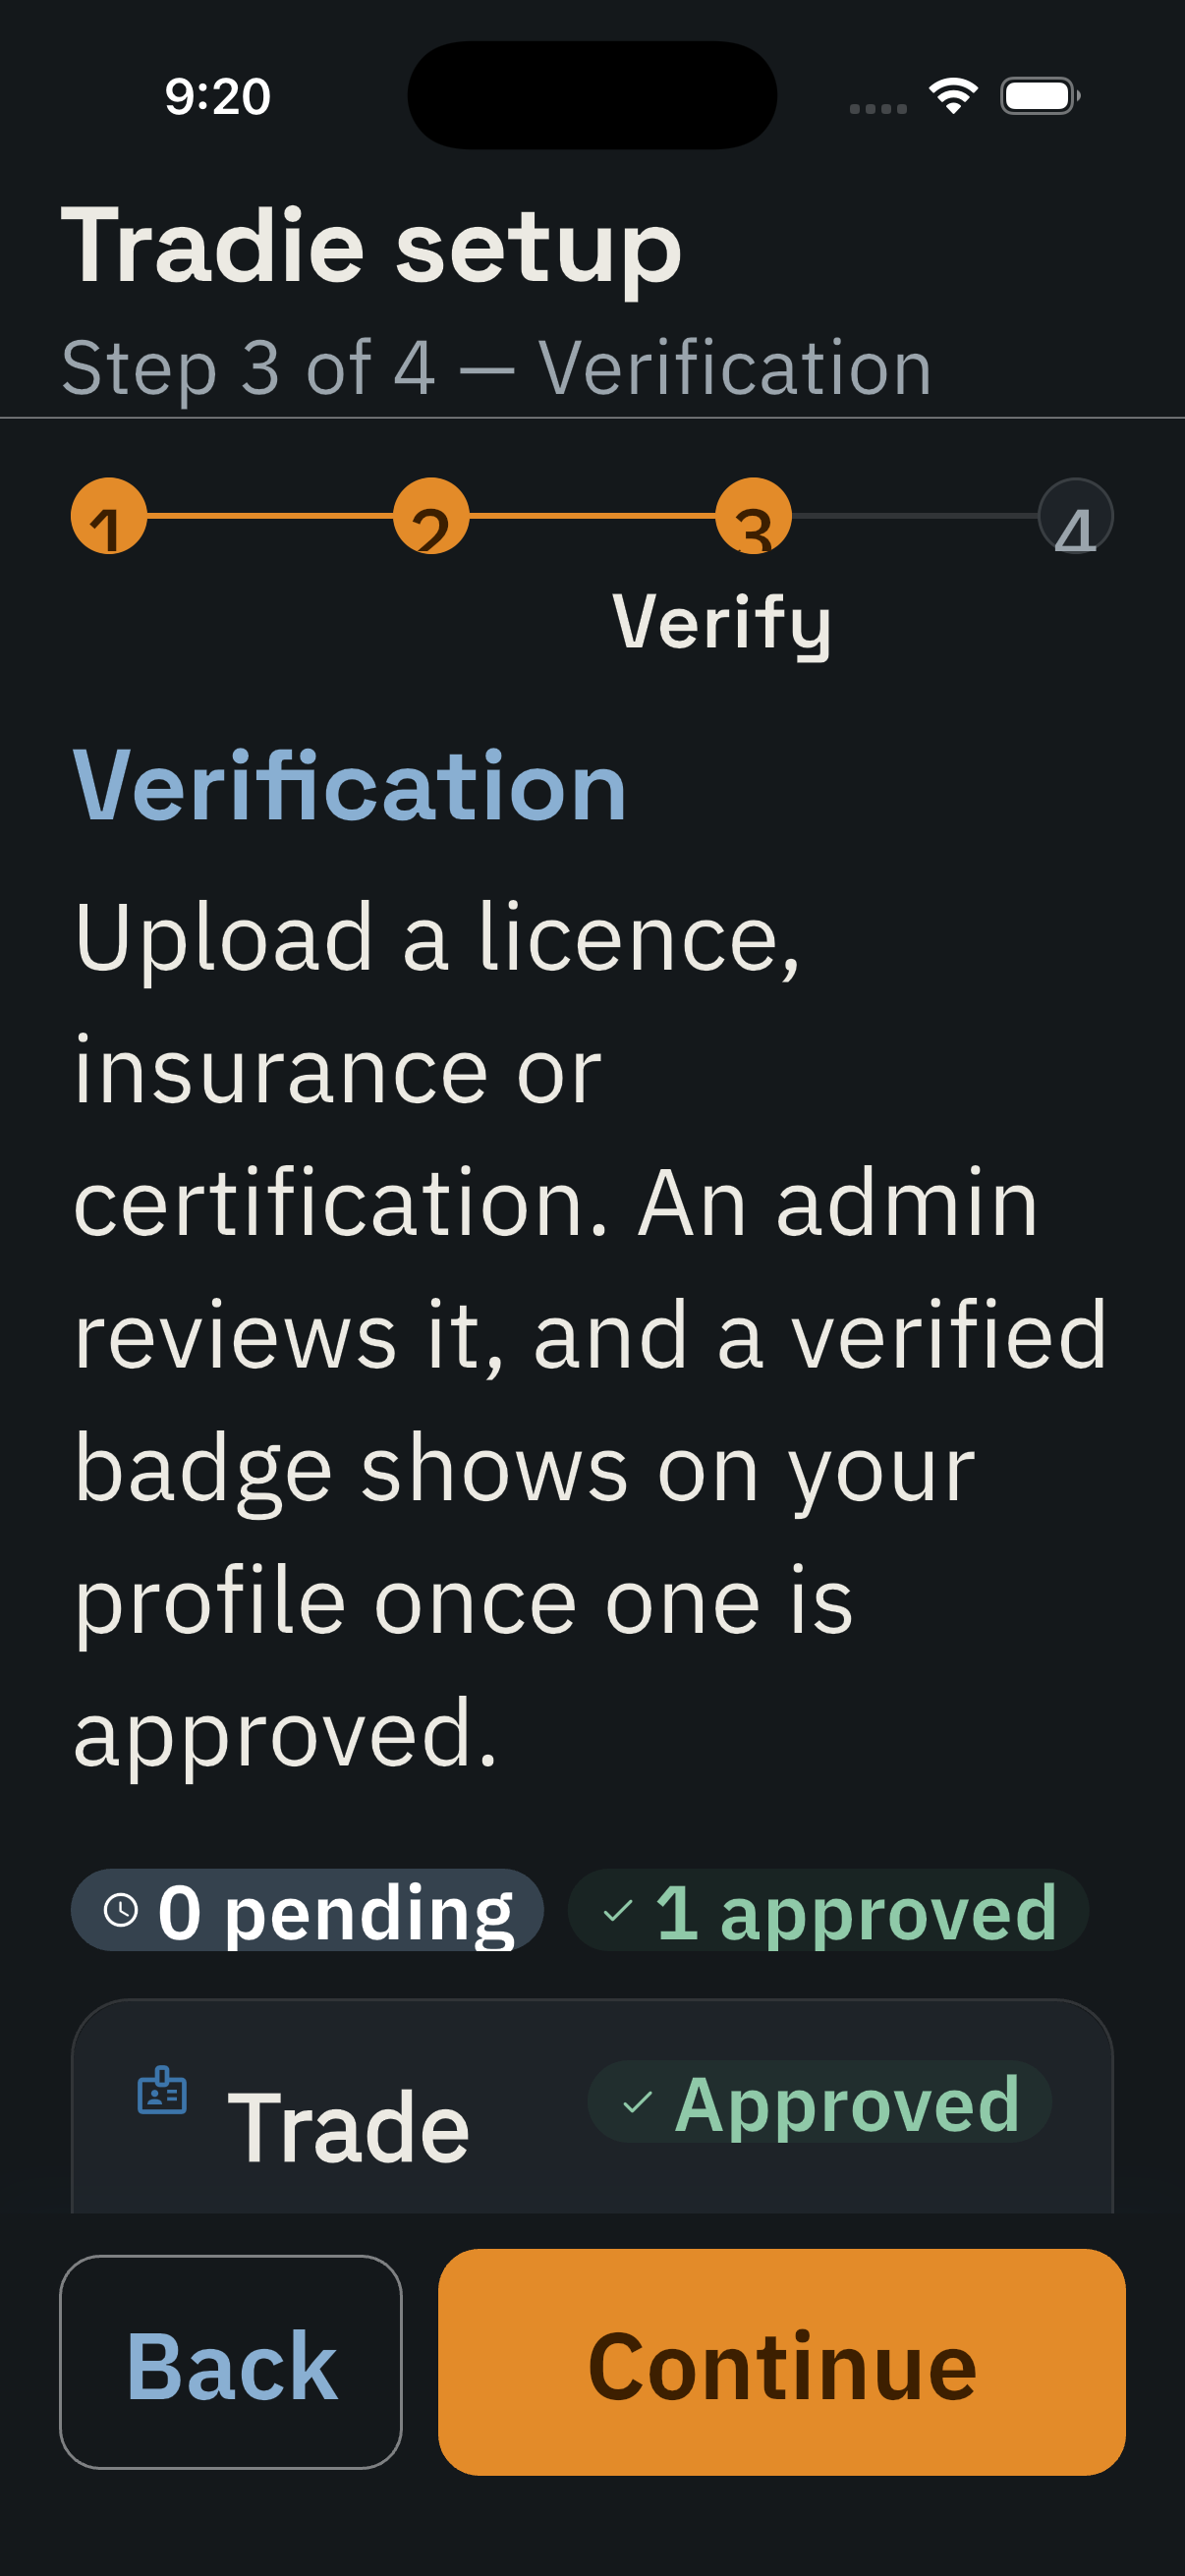 9:20
Tradie setup
Step 3 of 4 — Verification
1 2 3 4
Verify
Verification
Upload a licence,
insurance or
certification. An admin
reviews it, and a verified
badge shows on your
profile once one is
approved.
0 pending 1 approved
Trade Approved
Back Continue